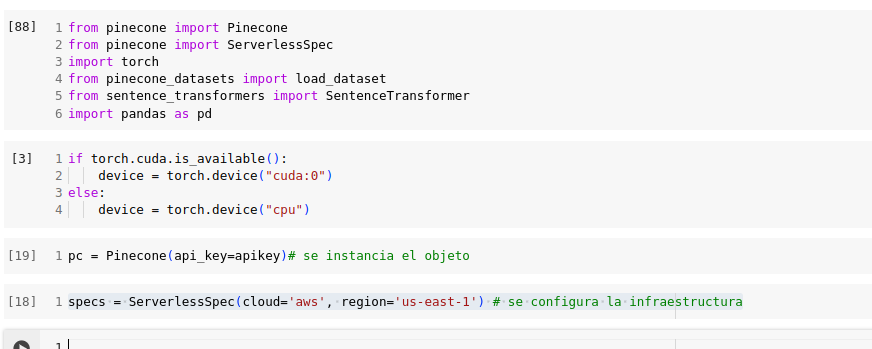 [88] 1 from pinecone import Pinecone
2 from pinecone import ServerlessSpec
3 import torch
4 from pinecone_datasets import load_dataset
5 from sentence_transformers import SentenceTransformer
6 import pandas as pd
[3] 1 if torch.cuda.is_available():
2 device = torch.device("cuda:0")
3 else:
4 device = torch.device("cpu")
[19] 1 pc = Pinecone(api_key=apikey)# se instancia el objeto
[18] 1 specs = ServerlessSpec(cloud='aws', region='us-east-1') # se configura la infraestructura
1